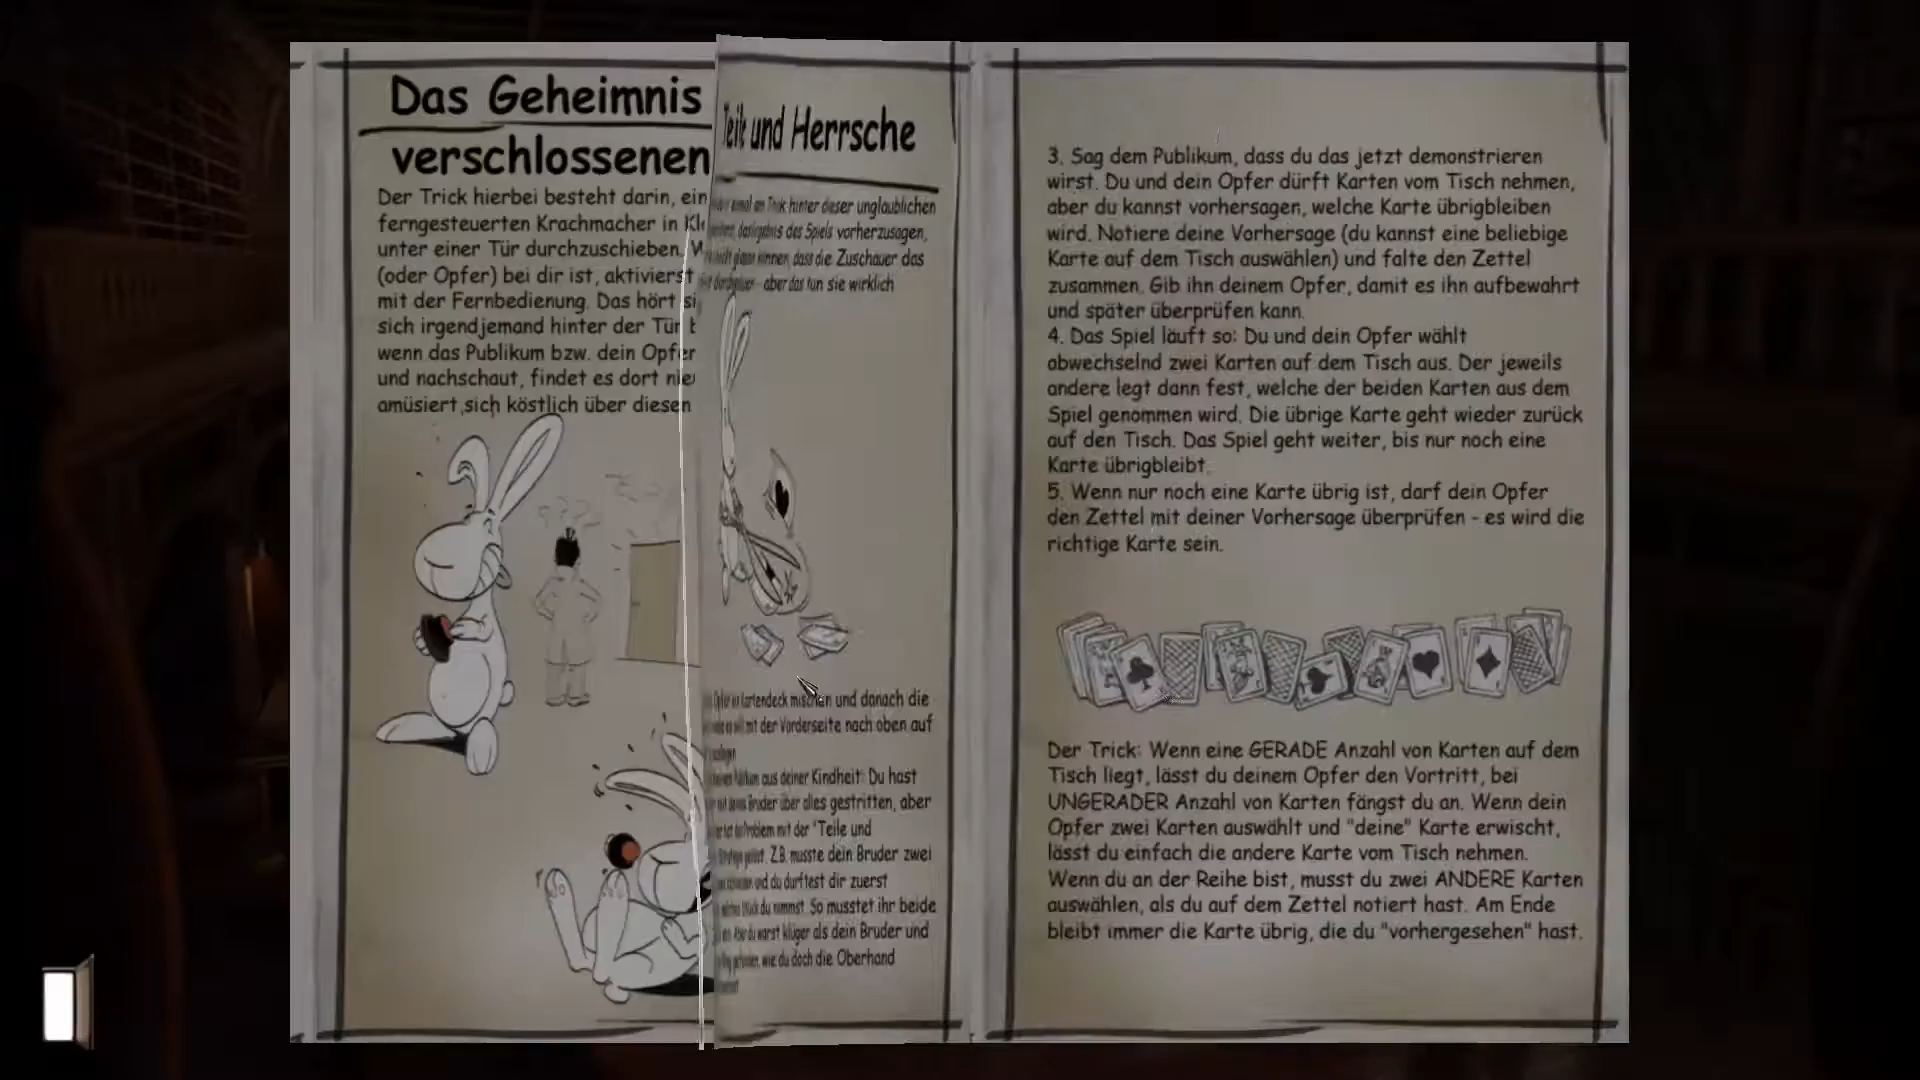 Das Geheimnis
verschlossenen
Der Trick hierbei besteht darin, ein
ferngesteuerten Krachmacher in
unter einer Tür durchzuschieben.
(oder Opfer) bei dir ist, aktivierst
mit der Fernbedienung. Das hört
sich irgendjemand hinter der Tür
wenn das Publikum bzw. dein Opfer
und nachschaut, findet es dort
amüsiert sich köstlich über diesen
Teile und Herrsche
hinter dieser unglaublichen
des Spiels vorherzusagen,
dass die Zuschauer das
- aber das tun sie wirklich
Kartendeck mischen und danach die
mit der Vorderseite nach oben auf
aus deiner Kindheit: Du hast
Bruder über alles gestritten, aber
mit der "Teile und
Z.B. musste dein Bruder zwei
und du durftest dir zuerst
du nimmst. So musstet ihr beide
du warst klüger als dein Bruder und
wie du doch die Oberhand
3. Sag dem Publikum, dass du das jetzt demonstrieren
wirst. Du und dein Opfer dürft Karten vom Tisch nehmen,
aber du kannst vorhersagen, welche Karte übrigbleiben
wird. Notiere deine Vorhersage (du kannst eine beliebige
Karte auf dem Tisch auswählen) und falte den Zettel
zusammen. Gib ihn deinem Opfer, damit es ihn aufbewahrt
und später überprüfen kann.
4. Das Spiel läuft so: Du und dein Opfer wählt
abwechselnd zwei Karten auf dem Tisch aus. Der jeweils
andere legt dann fest, welche der beiden Karten aus dem
Spiel genommen wird. Die übrige Karte geht wieder zurück
auf den Tisch. Das Spiel geht weiter, bis nur noch eine
Karte übrigbleibt.
5. Wenn nur noch eine Karte übrig ist, darf dein Opfer
den Zettel mit deiner Vorhersage überprüfen - es wird die
richtige Karte sein.
Der Trick: Wenn eine GERADE Anzahl von Karten auf dem
Tisch liegt, lässt du deinem Opfer den Vortritt, bei
UNGERADER Anzahl von Karten fängst du an. Wenn dein
Opfer zwei Karten auswählt und "deine" Karte erwischt,
lässt du einfach die andere Karte vom Tisch nehmen.
Wenn du an der Reihe bist, musst du zwei ANDERE Karten
auswählen, als du auf dem Zettel notiert hast. Am Ende
bleibt immer die Karte übrig, die du "vorhergesehen" hast.